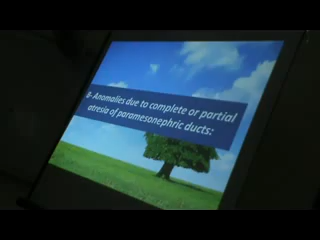 B- Anomalies due to complete or partial
atresia of paramesonephric ducts: